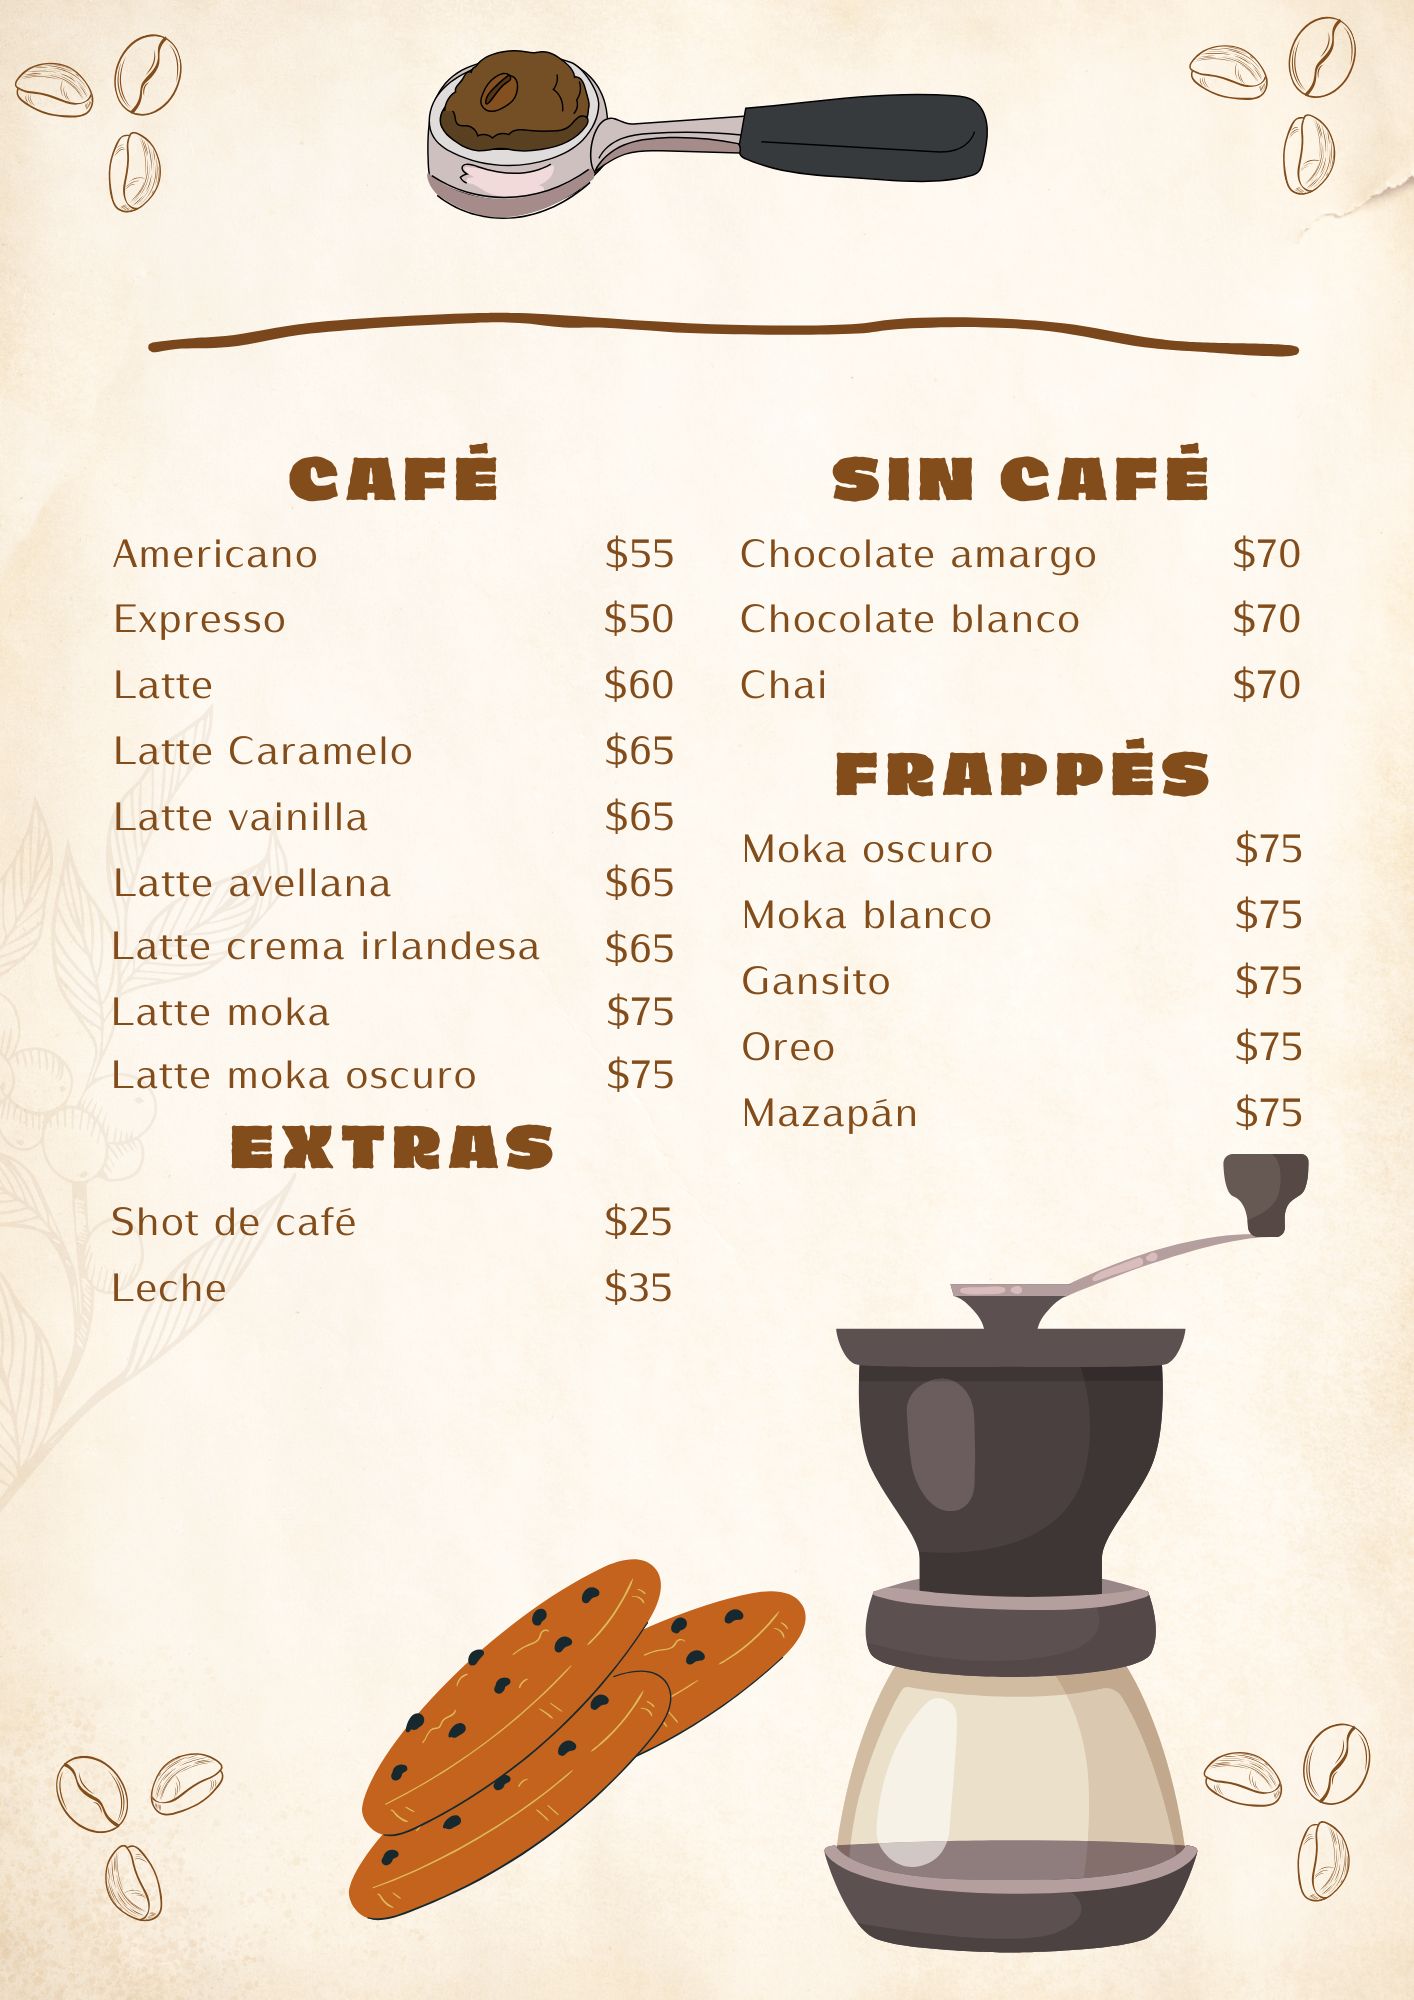 CAFÉ
Americano $55
Expresso $50
Latte $60
Latte Caramelo $65
Latte vainilla $65
Latte avellana $65
Latte crema irlandesa $65
Latte moka $75
Latte moka oscuro $75
EXTRAS
Shot de café $25
Leche $35
SIN CAFÉ
Chocolate amargo $70
Chocolate blanco $70
Chai $70
FRAPPÉS
Moka oscuro $75
Moka blanco $75
Gansito $75
Oreo $75
Mazapán $75